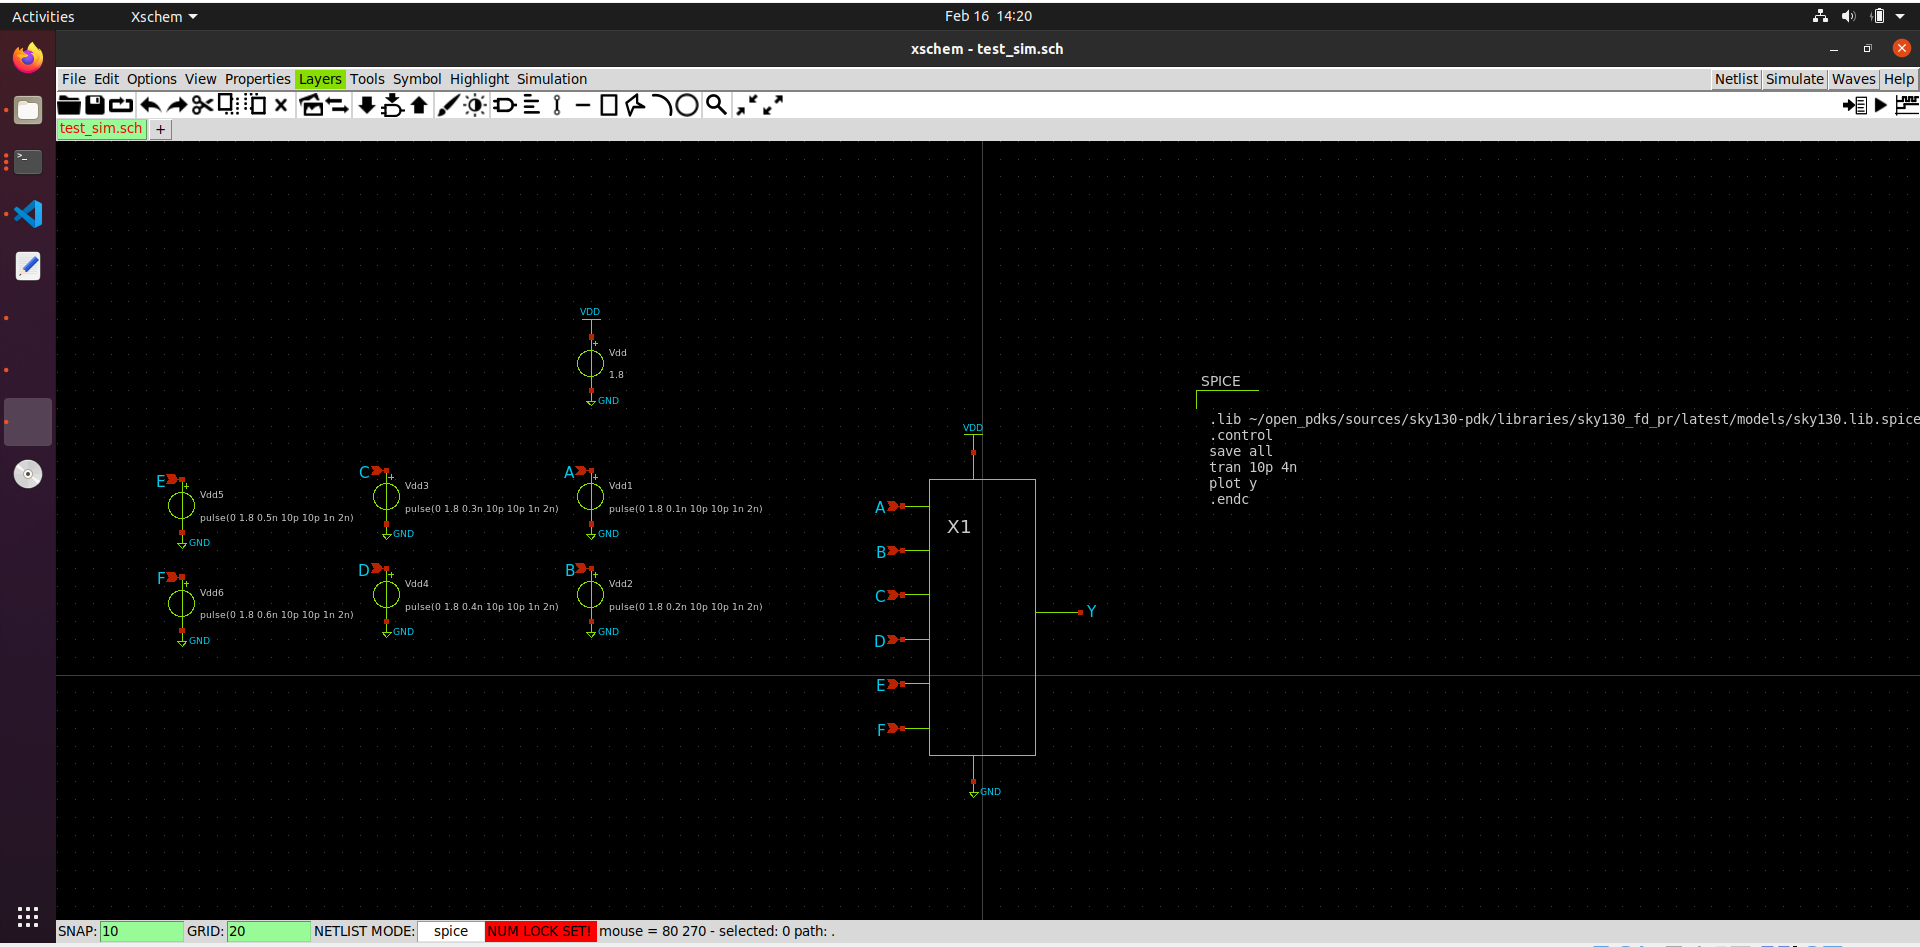 Activities Xschem Feb 16 14:20
xschem - test_sim.sch
File Edit Options View Properties Layers Tools Symbol Highlight Simulation Netlist Simulate Waves Help
test_sim.sch +
VDD
Vdd
1.8
GND
SPICE
.lib ~/open_pdks/sources/sky130-pdk/libraries/sky130_fd_pr/latest/models/sky130.lib.spice
.control
save all
tran 10p 4n
plot y
.endc
E
Vdd5
pulse(0 1.8 0.5n 10p 10p 1n 2n)
GND
C
Vdd3
pulse(0 1.8 0.3n 10p 10p 1n 2n)
GND
A
Vdd1
pulse(0 1.8 0.1n 10p 10p 1n 2n)
GND
F
Vdd6
pulse(0 1.8 0.6n 10p 10p 1n 2n)
GND
D
Vdd4
pulse(0 1.8 0.4n 10p 10p 1n 2n)
GND
B
Vdd2
pulse(0 1.8 0.2n 10p 10p 1n 2n)
GND
VDD
X1
A
B
C
D
E
F
Y
GND
SNAP: 10 GRID: 20 NETLIST MODE: spice NUM LOCK SET! mouse = 80 270 - selected: 0 path: .